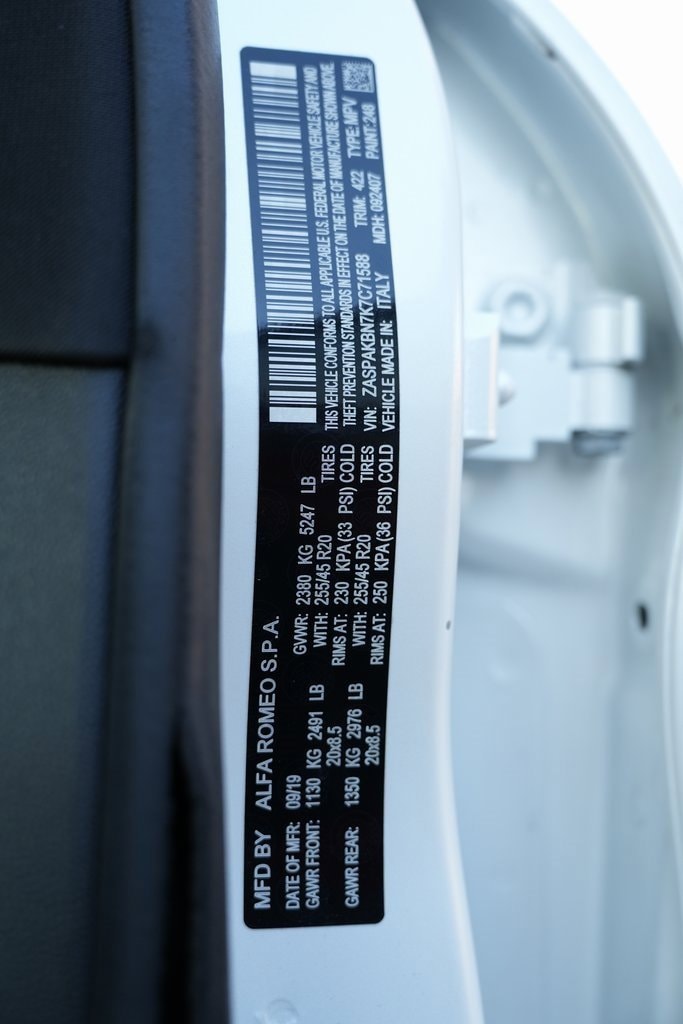 MFD BY ALFA ROMEO S.P.A.
DATE OF MFR: 09/19 GVWR: 2380 KG 5247 LB
GAWR FRONT: 1130 KG 2491 LB WITH: 255/45 R20 TIRES
20x8.5 RIMS AT: 230 KPA(33 PSI) COLD
GAWR REAR: 1350 KG 2976 LB WITH: 255/45 R20 TIRES
20x8.5 RIMS AT: 250 KPA(36 PSI) COLD
THIS VEHICLE CONFORMS TO ALL APPLICABLE U.S. FEDERAL MOTOR VEHICLE SAFETY AND
THEFT PREVENTION STANDARDS IN EFFECT ON THE DATE OF MANUFACTURE SHOWN ABOVE.
VIN: ZASPAKBN7K7C71588 TRIM: 422 TYPE: MPV
VEHICLE MADE IN: ITALY MDH: 092407 PAINT: 248